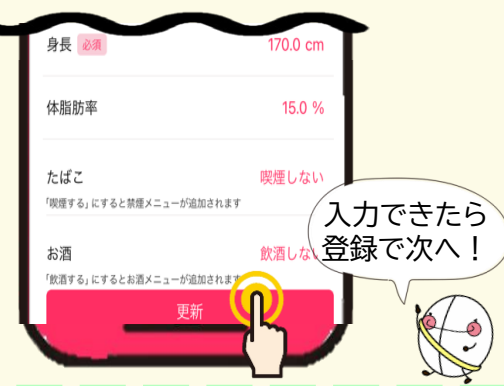 身長 必須 170.0 cm
体脂肪率 15.0 %
たばこ 喫煙しない
「喫煙する」にすると禁煙メニューが追加されます
お酒 飲酒しな
「飲酒する」にするとお酒メニューが追加されます
更新
入力できたら
登録で次へ！